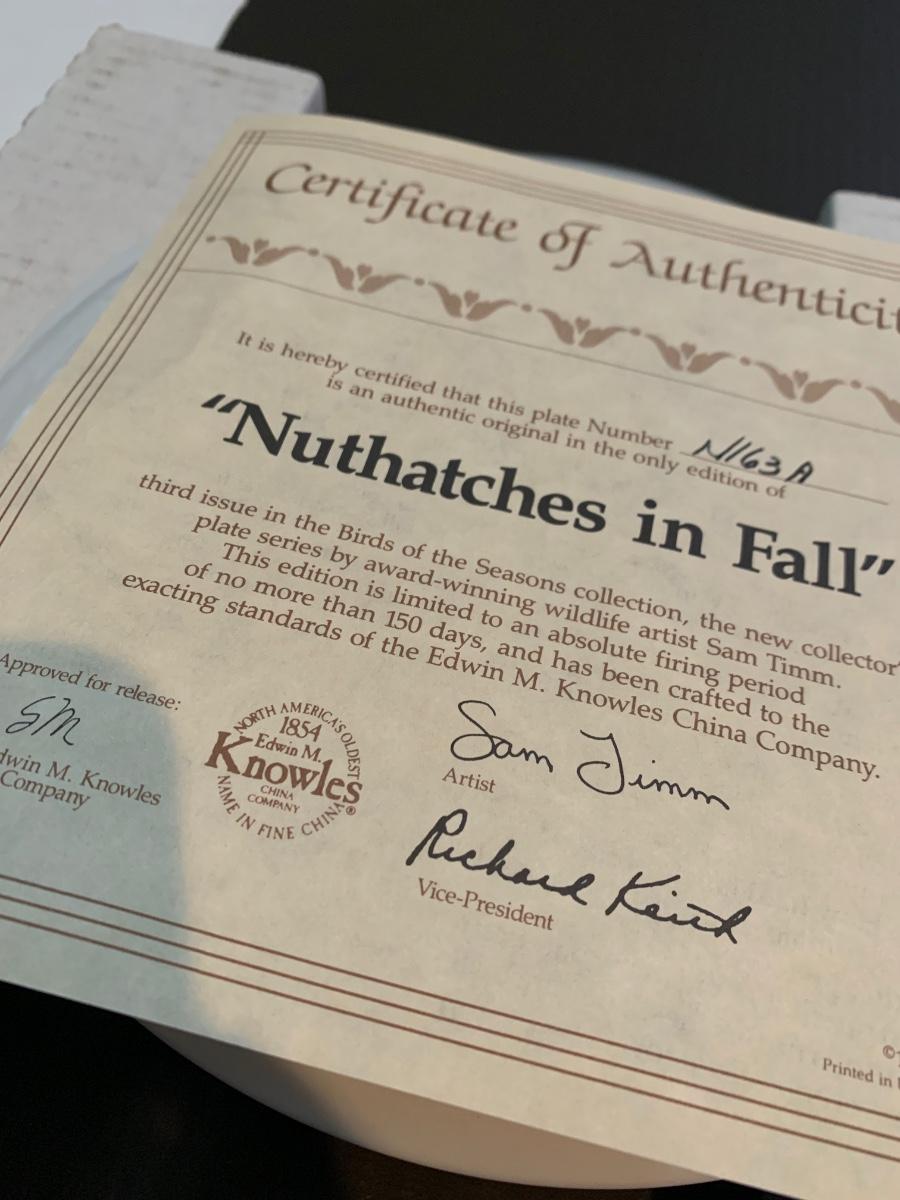 Certificate of Authenticit
It is hereby certified that this plate Number N163A
is an authentic original in the only edition of
“Nuthatches in Fall”
third issue in the Birds of the Seasons collection, the new collector'
plate series by award-winning wildlife artist Sam Timm.
This edition is limited to an absolute firing period
of no more than 150 days, and has been crafted to the
exacting standards of the Edwin M. Knowles China Company.
Approved for release:
SM
dwin M. Knowles
Company
NORTH AMERICA'S OLDEST
1854
Edwin M.
Knowles®
CHINA
COMPANY
NAME IN FINE CHINA
Sam Timm
Artist
Richard Keith
Vice-President
©
Printed in